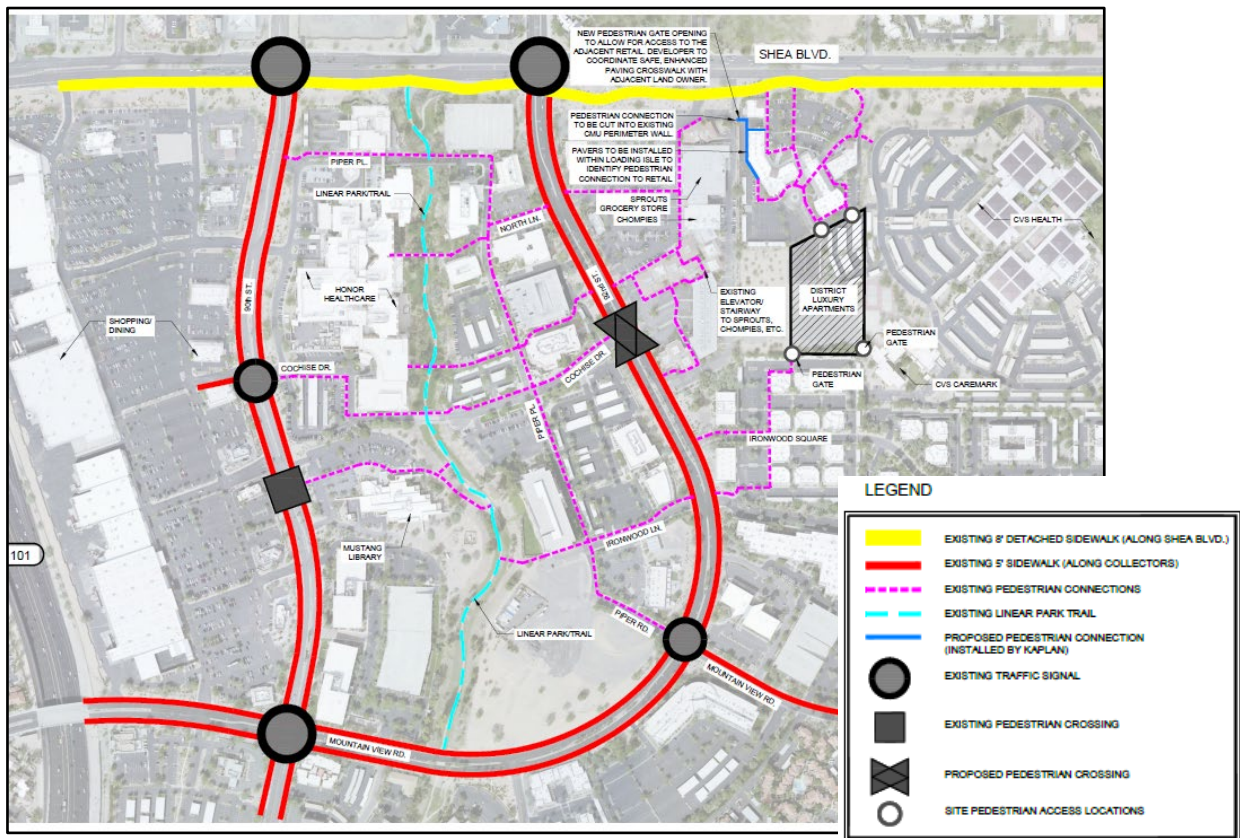 NEW PEDESTRIAN GATE OPENING
TO ALLOW FOR ACCESS TO THE
ADJACENT RETAIL. DEVELOPER TO
COORDINATE SAFE, ENHANCED
PAVING CROSSWALK WITH
ADJACENT LAND OWNER.
SHEA BLVD.
PEDESTRIAN CONNECTION
TO BE CUT INTO EXISTING
CMU PERIMETER WALL.
PAVERS TO BE INSTALLED
WITHIN LOADING ISLE TO
IDENTIFY PEDESTRIAN
CONNECTION TO RETAIL
PIPER PL.
LINEAR PARK/TRAIL
SPROUTS
GROCERY STORE
CHOMPIES
NORTH LN.
CVS HEALTH
90th ST.
HONOR
HEALTHCARE
92nd ST.
EXISTING
ELEVATOR/
STAIRWAY
TO SPROUTS,
CHOMPIES, ETC.
DISTRICT
LUXURY
APARTMENTS
SHOPPING/
DINING
PEDESTRIAN
GATE
COCHISE DR.
COCHISE DR.
PEDESTRIAN
GATE
CVS CAREMARK
PIPER PL.
IRONWOOD SQUARE
MUSTANG
LIBRARY
IRONWOOD LN.
101
LINEAR PARK/TRAIL
PIPER RD.
MOUNTAIN VIEW RD.
MOUNTAIN VIEW RD.
LEGEND
EXISTING 8' DETACHED SIDEWALK (ALONG SHEA BLVD.)
EXISTING 5' SIDEWALK (ALONG COLLECTORS)
EXISTING PEDESTRIAN CONNECTIONS
EXISTING LINEAR PARK TRAIL
PROPOSED PEDESTRIAN CONNECTION
(INSTALLED BY KAPLAN)
EXISTING TRAFFIC SIGNAL
EXISTING PEDESTRIAN CROSSING
PROPOSED PEDESTRIAN CROSSING
SITE PEDESTRIAN ACCESS LOCATIONS